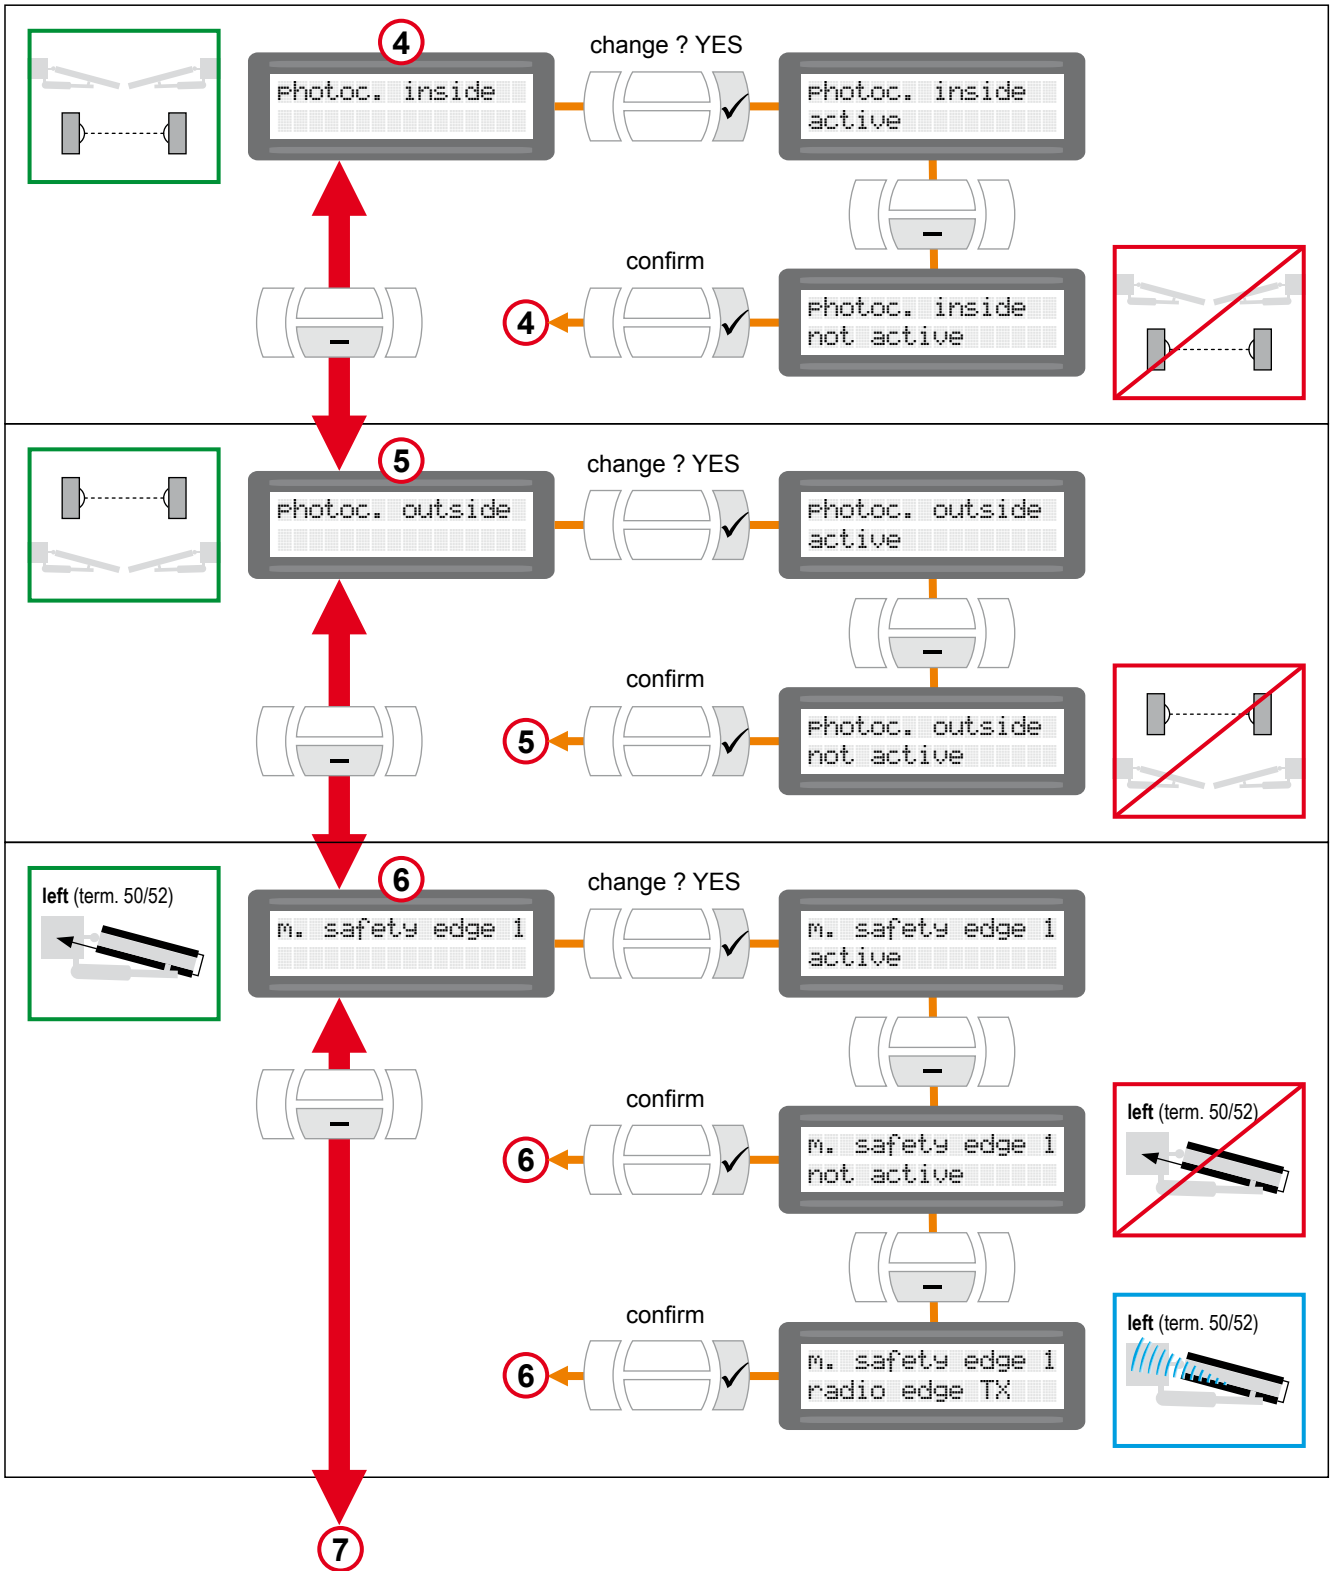 4
change ? YES
photoc. inside
photoc. inside
active
confirm
4
photoc. inside
not active
5
change ? YES
photoc. outside
photoc. outside
active
confirm
5
photoc. outside
not active
left (term. 50/52)
6
change ? YES
m. safety edge 1
m. safety edge 1
active
confirm
6
m. safety edge 1
not active
left (term. 50/52)
confirm
6
m. safety edge 1
radio edge TX
left (term. 50/52)
7